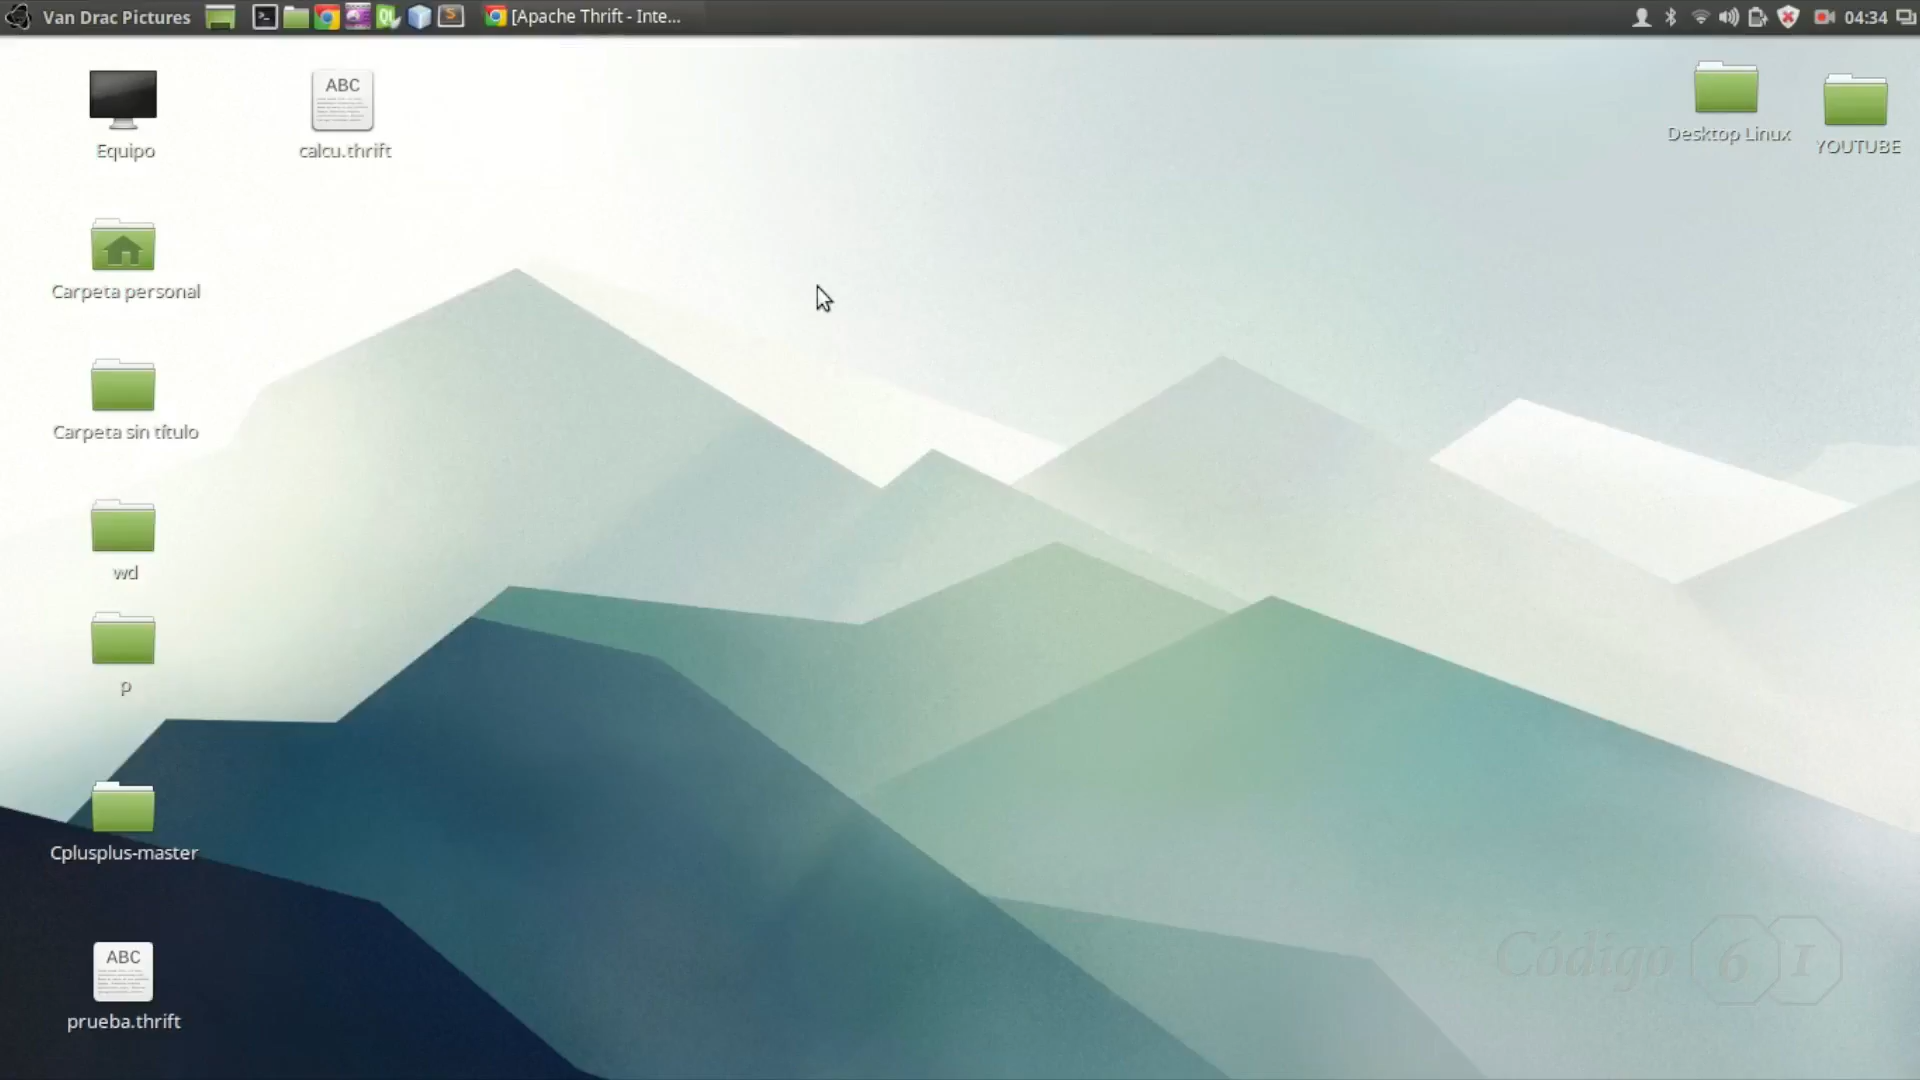 Van Drac Pictures
[Apache Thrift - Inte...
04:34
Equipo
ABC
calcu.thrift
Desktop Linux
YOUTUBE
Carpeta personal
Carpeta sin título
wd
p
Cplusplus-master
ABC
prueba.thrift
Código 61